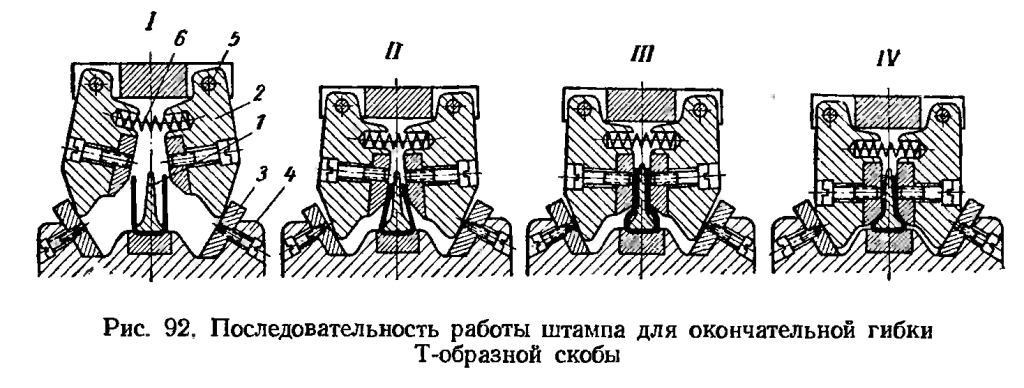 I
II
III
IV
6
5
2
1
3
4
Рис. 92. Последовательность работы штампа для окончательной гибки
Т-образной скобы